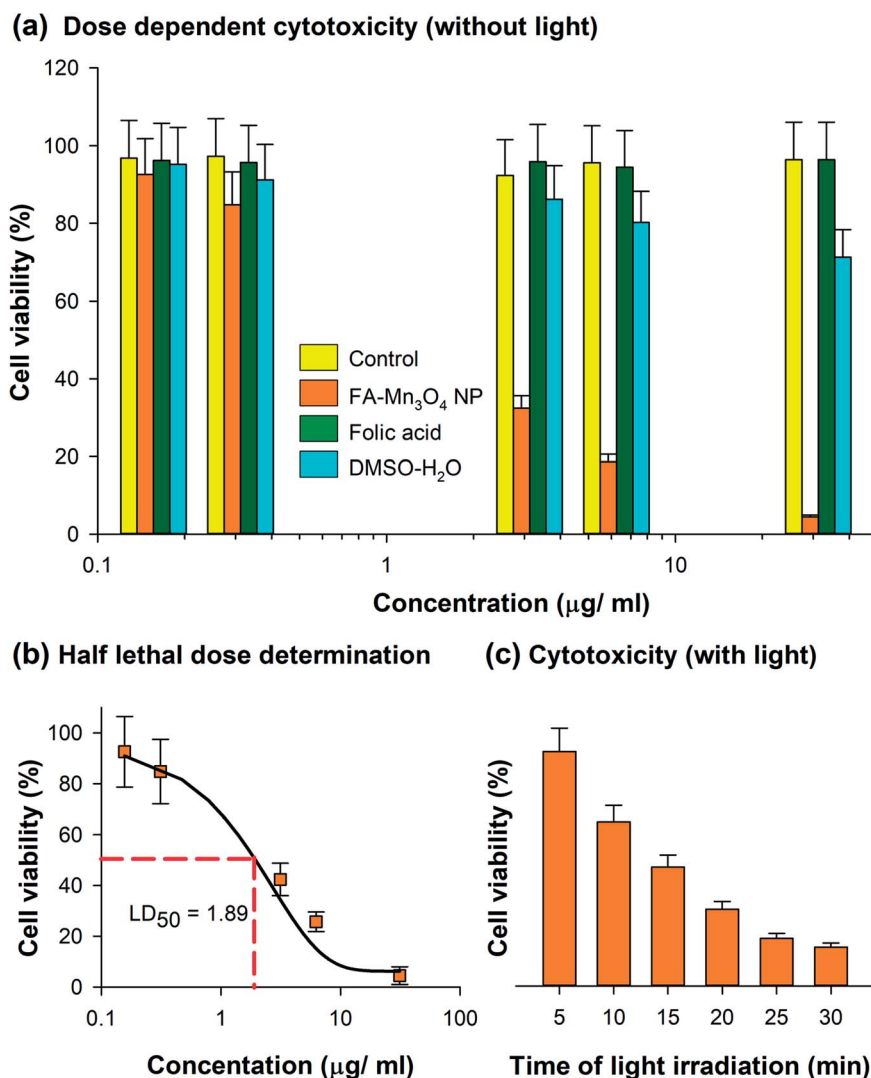 (a) Dose dependent cytotoxicity (without light)
120
100
80
60
40
20
0
Cell viability (%)
Control
FA-Mn₃O₄ NP
Folic acid
DMSO-H₂O
0.1 1 10
Concentration (μg/ ml)
(b) Half lethal dose determination
100
80
60
40
20
0
Cell viability (%)
LD₅₀ = 1.89
0.1 1 10 100
Concentation (μg/ ml)
(c) Cytotoxicity (with light)
Cell viability (%)
5 10 15 20 25 30
Time of light irradiation (min)